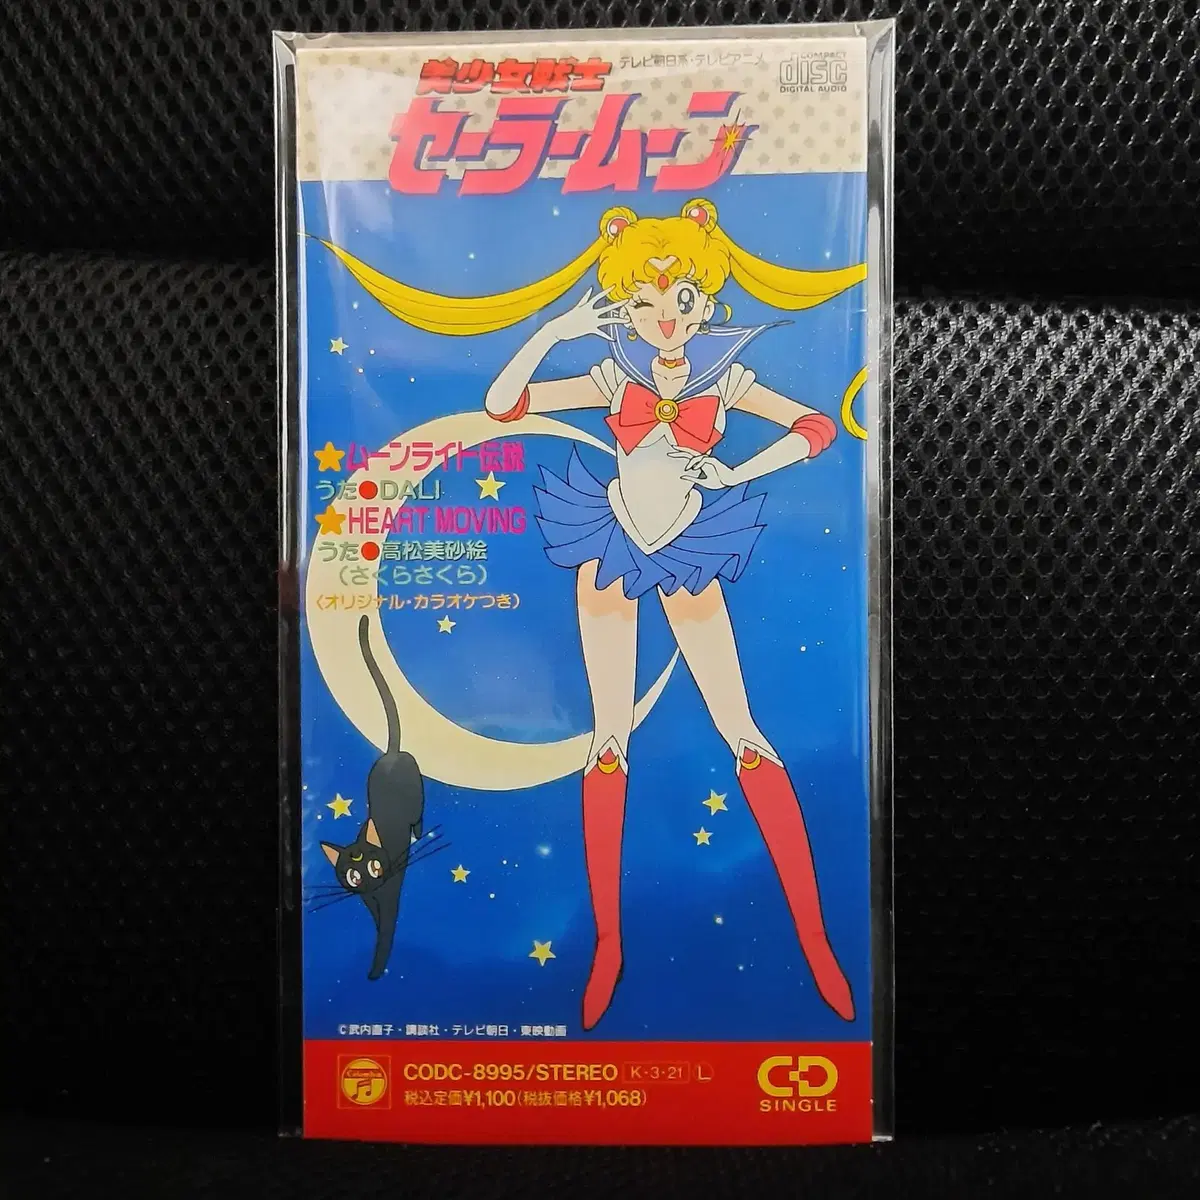 テレビ朝日系・テレビアニメ
COMPACT
disc
DIGITAL AUDIO
美少女戦士
セーラームーン
★ムーンライト伝説
うた●DALI
★HEART MOVING
うた●高松美砂絵
（さくらさくら）
〈オリジナル・カラオケつき〉
©武内直子・講談社・テレビ朝日・東映動画
Columbia
CODC-8995/STEREO K・3・21 L
税込定価¥1,100(税抜価格¥1,068)
CD
SINGLE